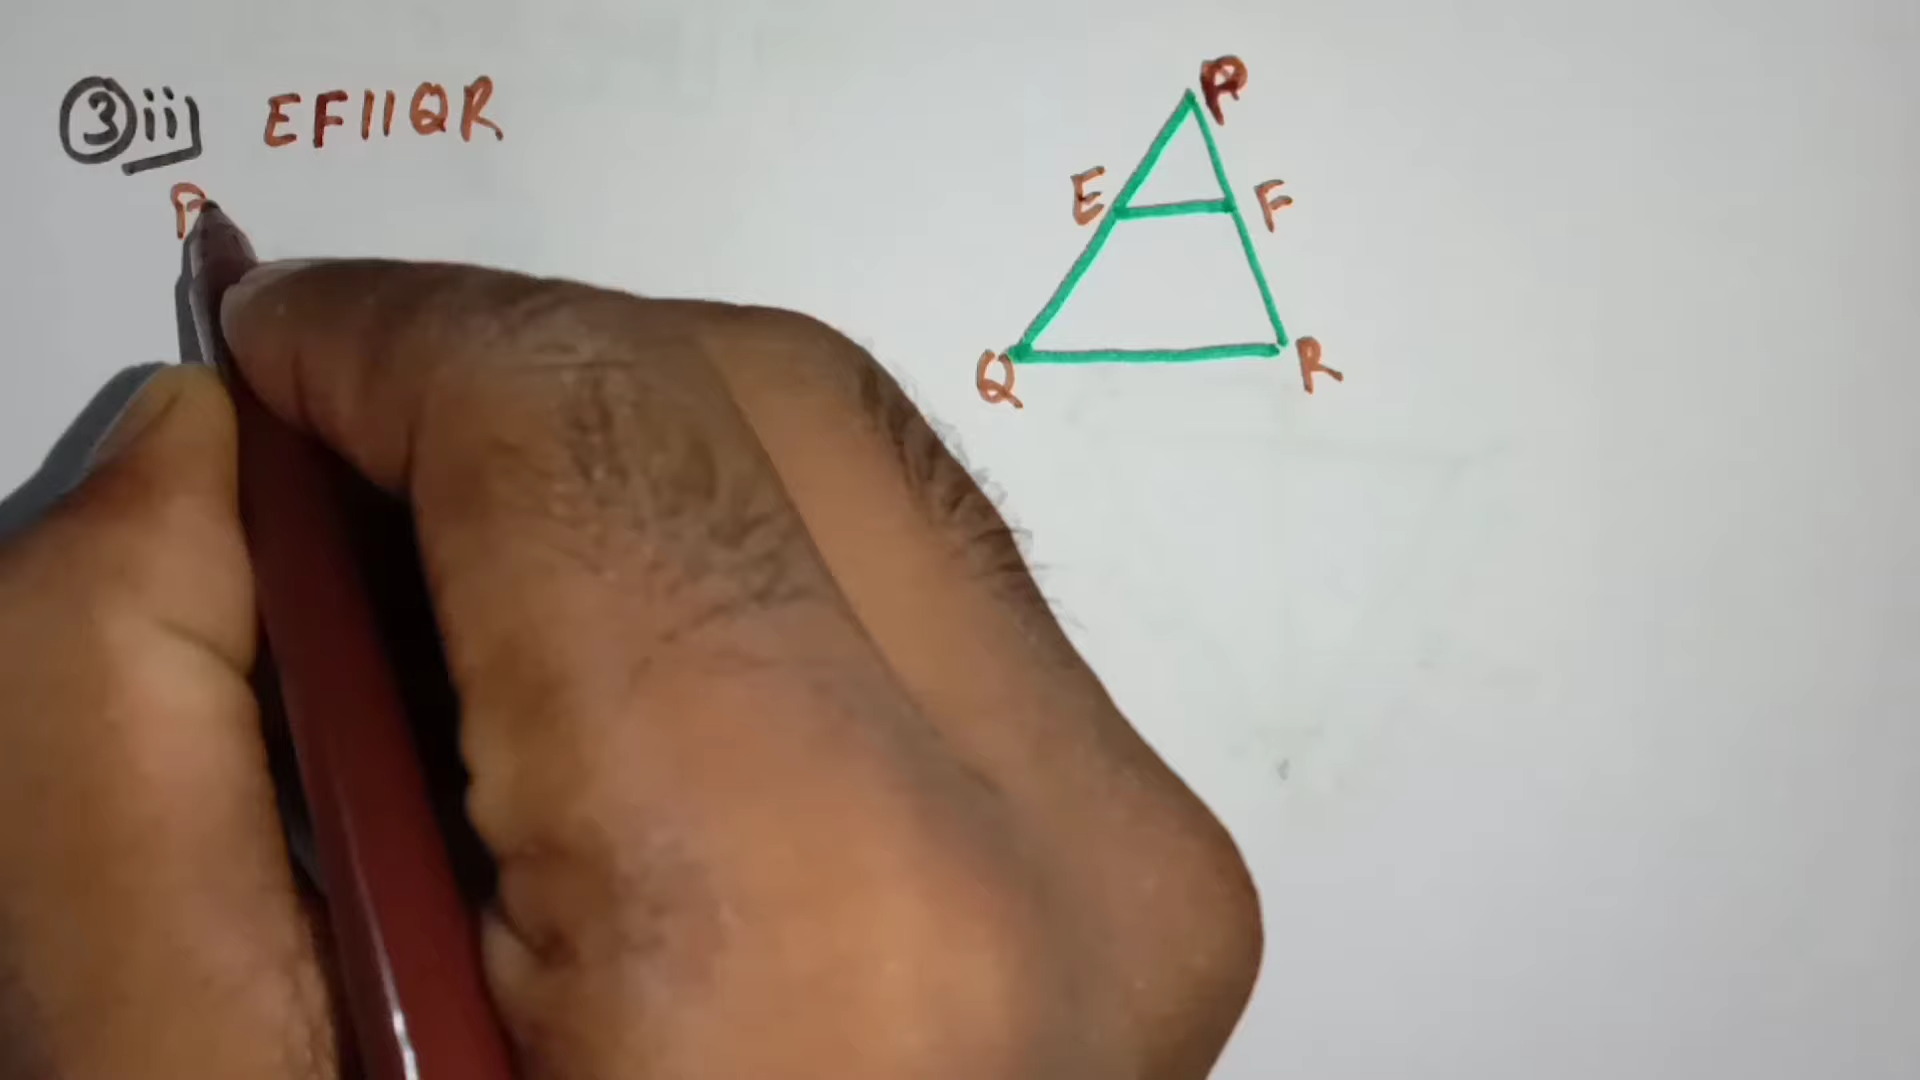 ③ii) EF||QR
P
P
E F
Q R